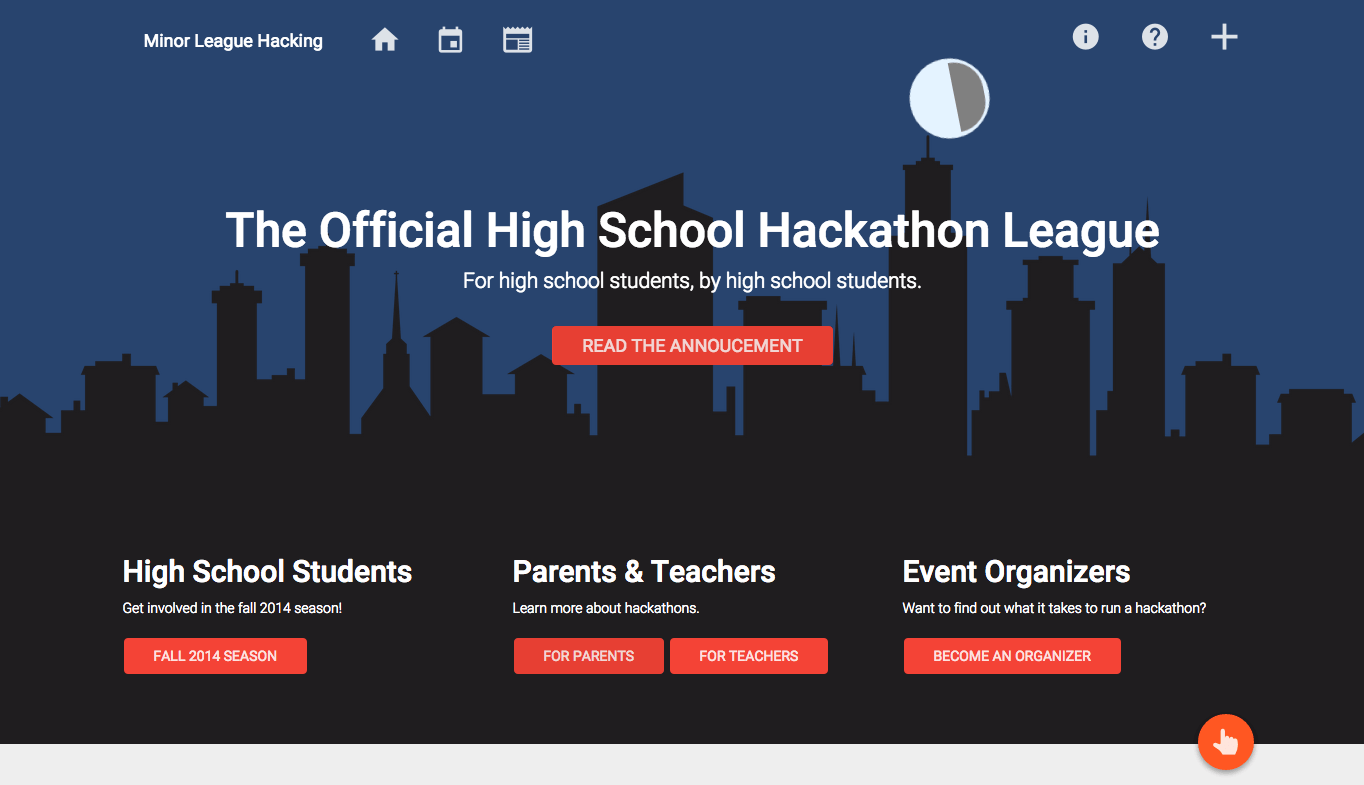 Minor League Hacking
The Official High School Hackathon League
For high school students, by high school students.
READ THE ANNOUCEMENT
High School Students
Get involved in the fall 2014 season!
FALL 2014 SEASON
Parents & Teachers
Learn more about hackathons.
FOR PARENTS
FOR TEACHERS
Event Organizers
Want to find out what it takes to run a hackathon?
BECOME AN ORGANIZER